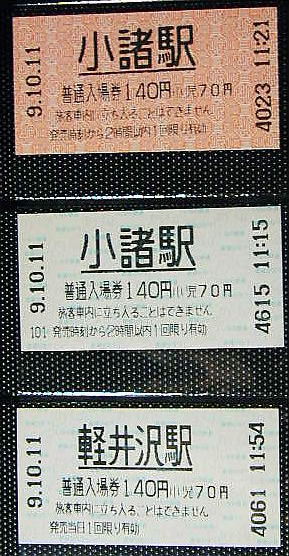 9.10.11
小諸駅
普通入場券140円 小児70円
旅客車内に立ち入ることはできません
発売時刻から2時間以内1回限り有効
4023 11:21
9.10.11
小諸駅
普通入場券140円 小児70円
旅客車内に立ち入ることはできません
101 発売時刻から2時間以内1回限り有効
4615 11:15
9.10.11
軽井沢駅
普通入場券140円 小児70円
旅客車内に立ち入ることはできません
発売当日1回限り有効
4061 11:54